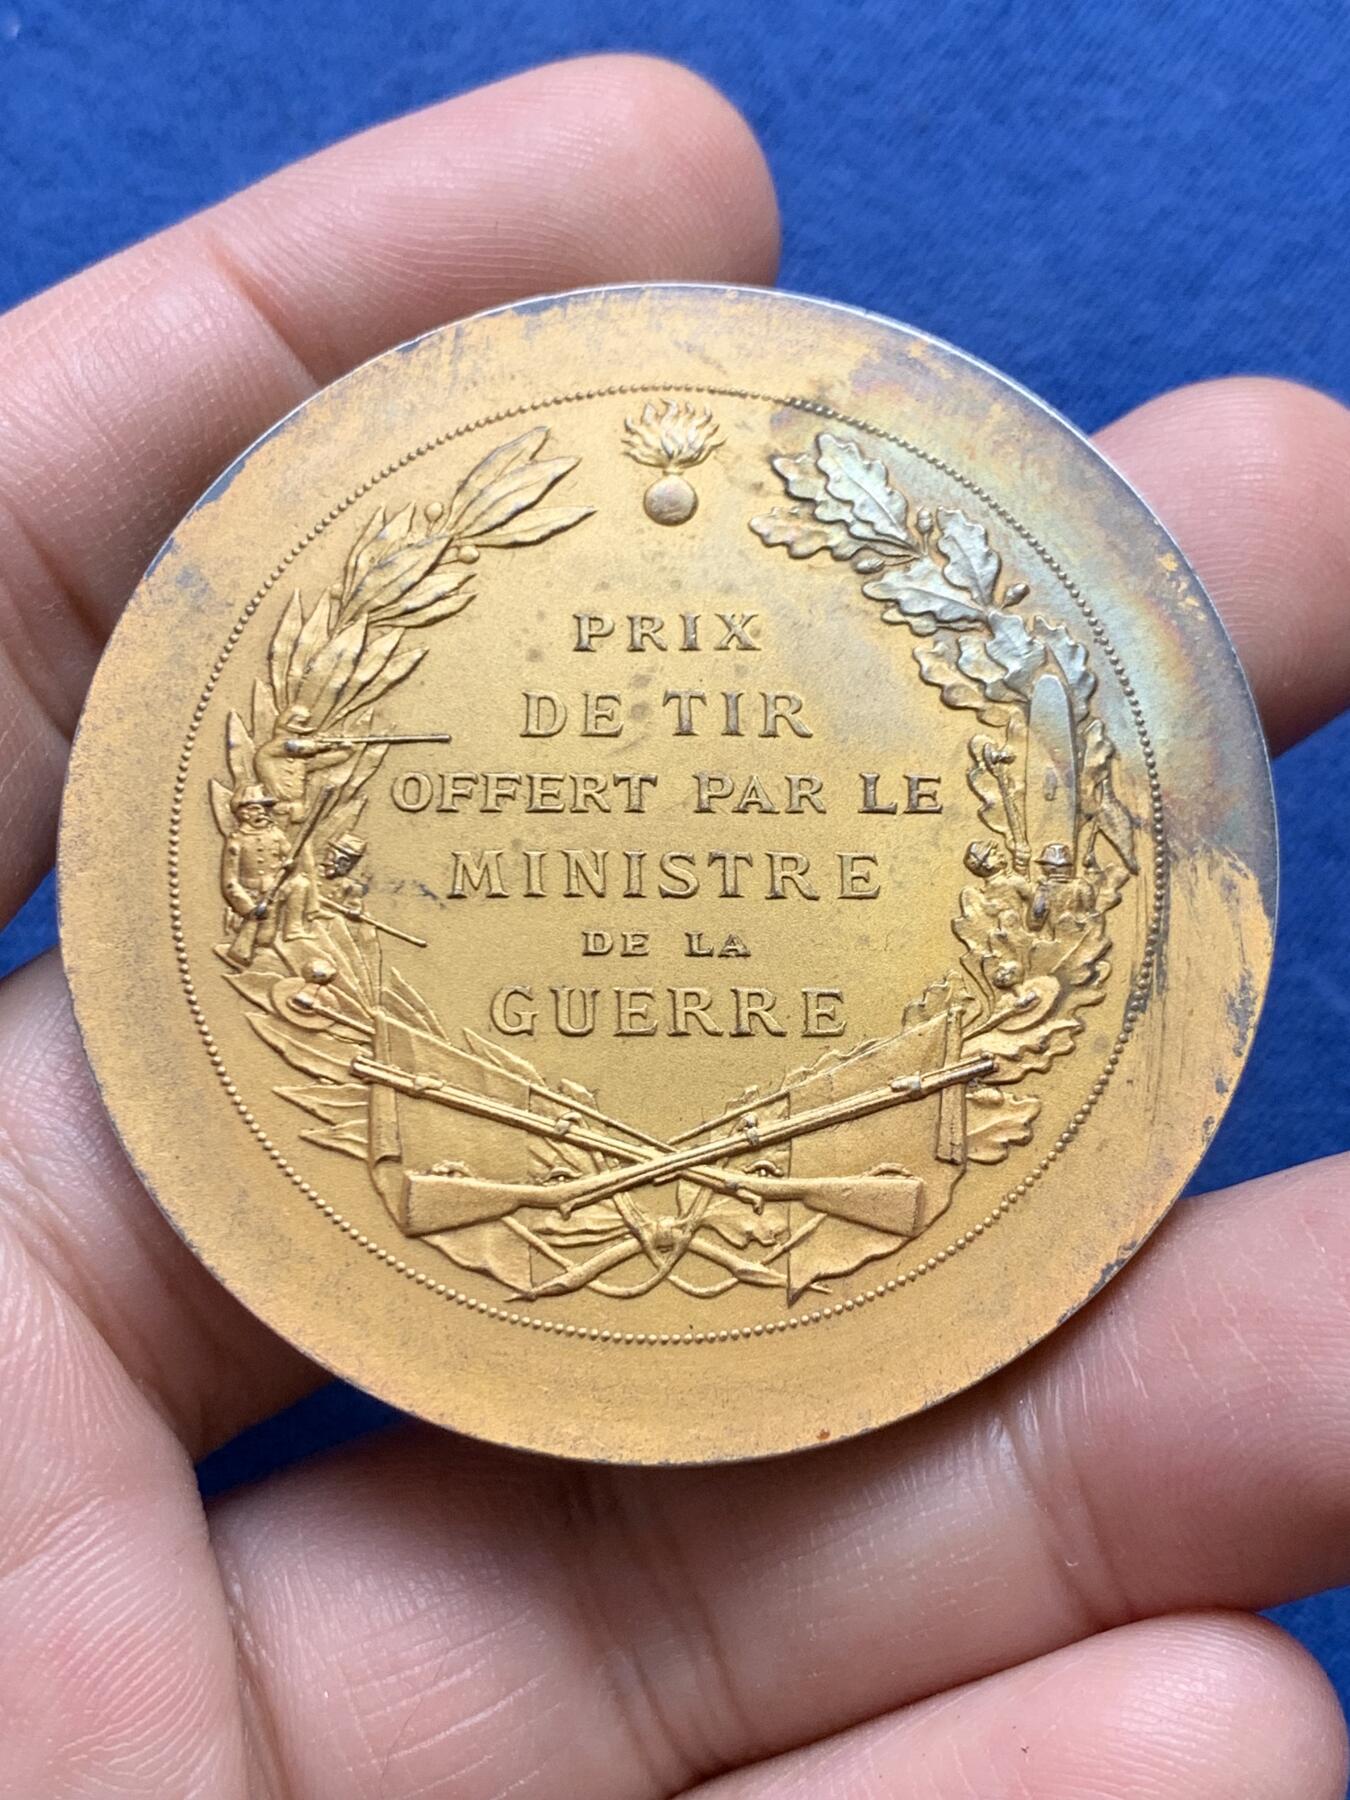 PRIX
DE TIR
OFFERT PAR LE
MINISTRE
DE LA
GUERRE